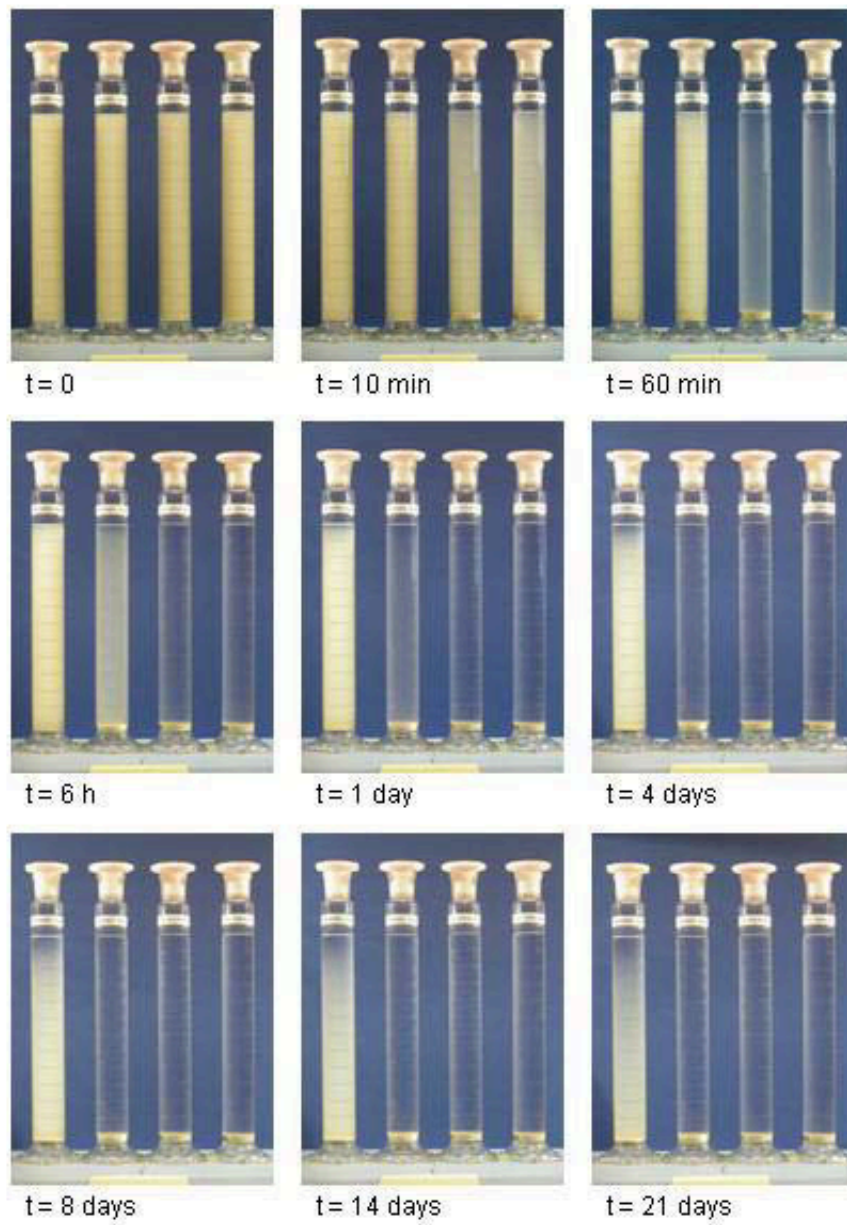 t = 0
t = 10 min
t = 60 min
t = 6 h
t = 1 day
t = 4 days
t = 8 days
t = 14 days
t = 21 days